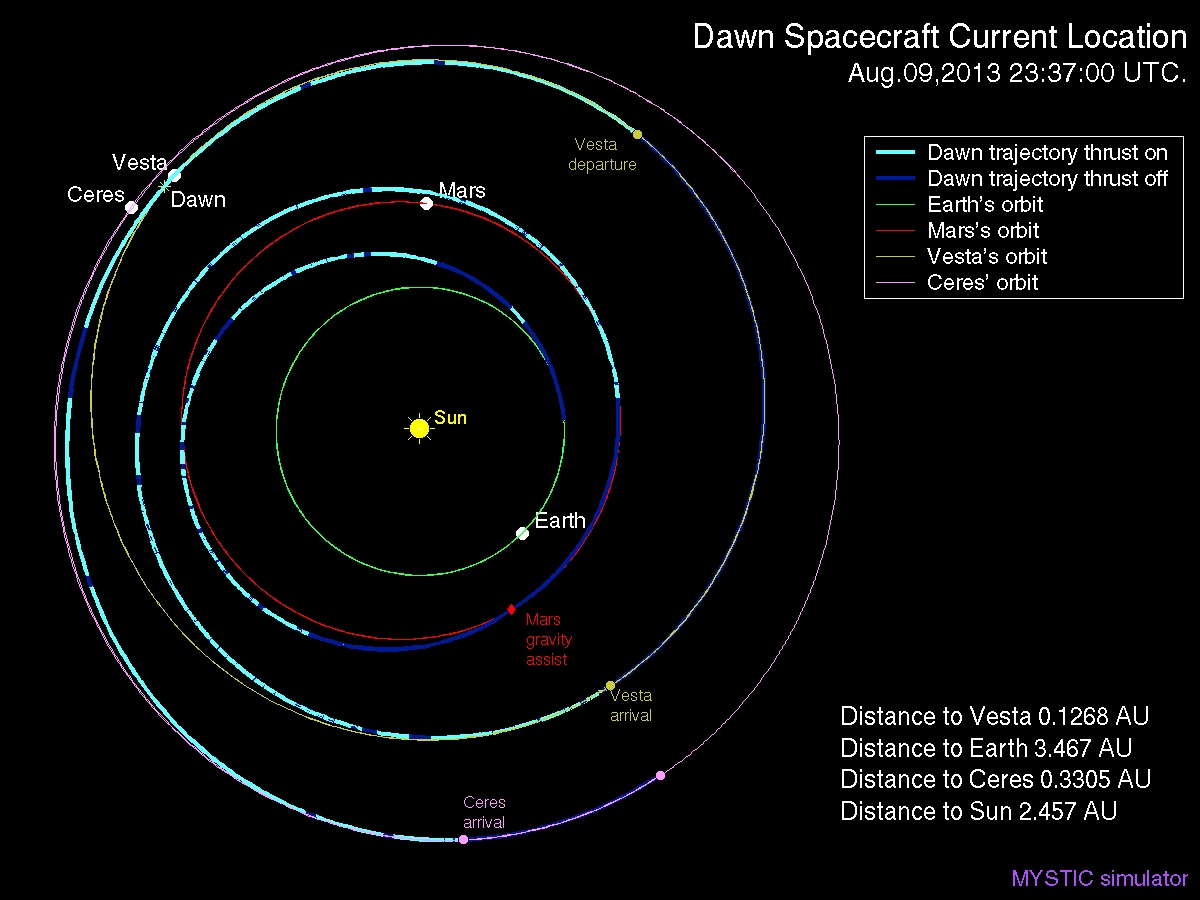 Dawn Spacecraft Current Location
Aug.09,2013 23:37:00 UTC.
Dawn trajectory thrust on
Dawn trajectory thrust off
Earth's orbit
Mars's orbit
Vesta's orbit
Ceres' orbit
Vesta
departure
Vesta
Ceres
Dawn
Mars
Sun
Earth
Mars
gravity
assist
Vesta
arrival
Ceres
arrival
Distance to Vesta 0.1268 AU
Distance to Earth 3.467 AU
Distance to Ceres 0.3305 AU
Distance to Sun 2.457 AU
MYSTIC simulator